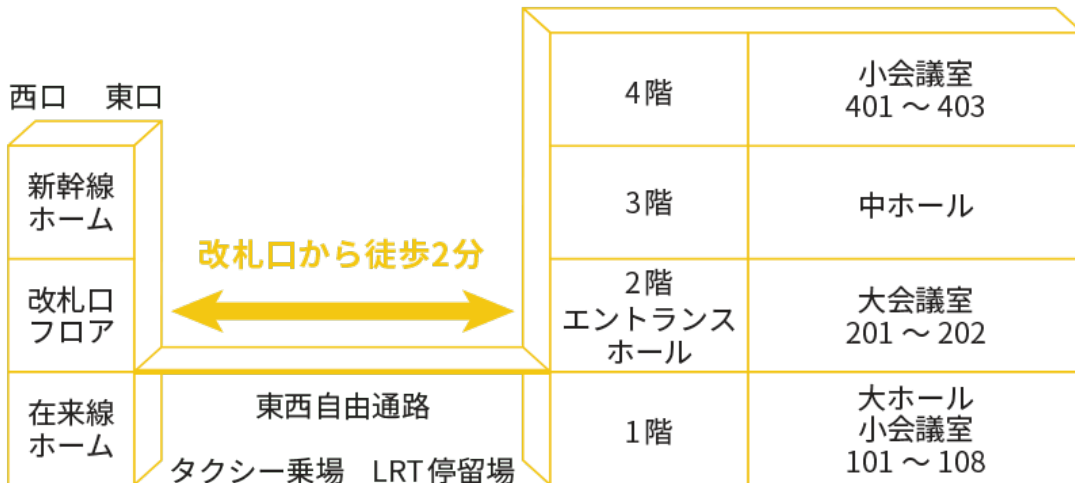 西口 東口
新幹線
ホーム
改札口
フロア
在来線
ホーム
改札口から徒歩2分
東西自由通路
タクシー乗場 LRT停留場
4階
小会議室
401〜403
3階
中ホール
2階
エントランス
ホール
大会議室
201〜202
1階
大ホール
小会議室
101〜108